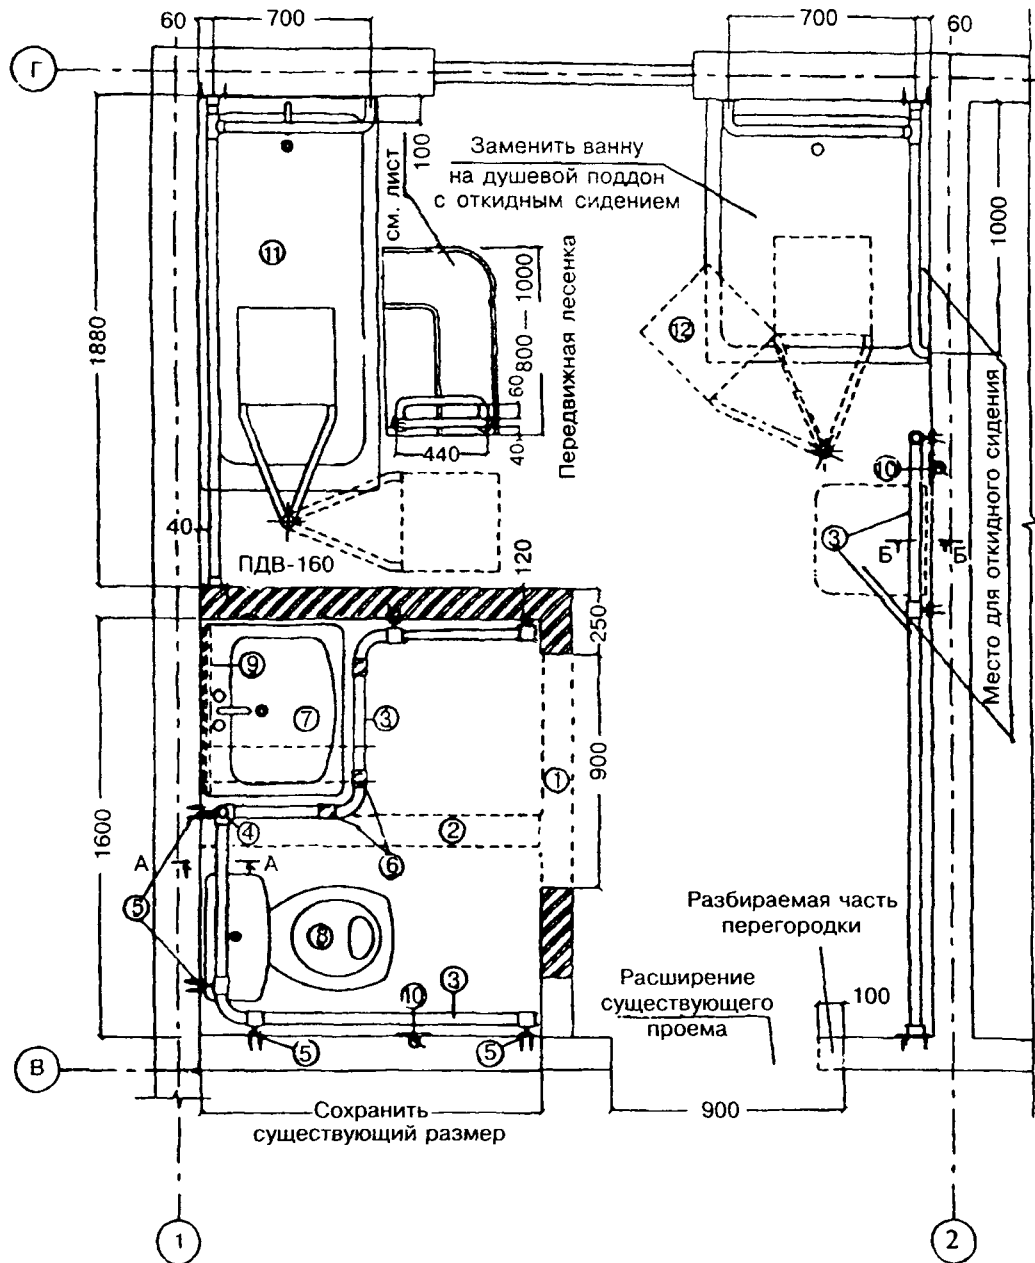 60
700
700
60
Г
100
см. лист
Заменить ванну
на душевой поддон
с откидным сидением
1000
11
1880
800—1000
60
40
440
Передвижная лесенка
12
10
3
Б
Б
Место для откидного сидения
40
ПДВ-160
120
250
9
7
3
1
900
4
2
6
1600
А
А
5
8
Разбираемая часть
перегородки
10
3
Расширение
существующего
проема
100
5
5
В
900
Сохранить
существующий размер
1
2